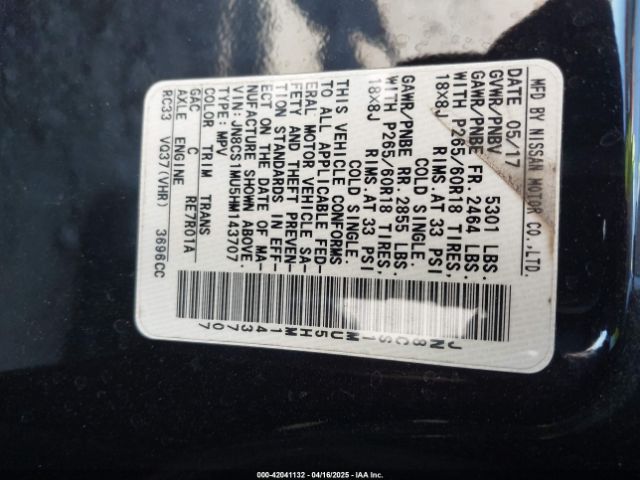 MFD BY NISSAN MOTOR CO.,LTD.
DATE 05/17
GVWR/PNBV 5301 LBS.
GAWR/PNBE FR. 2464 LBS.
WITH P265/60R18 TIRES,
18X8J RIMS.AT 33 PSI
COLD SINGLE.
GAWR/PNBE RR. 2855 LBS.
WITH P265/60R18 TIRES,
18X8J RIMS.AT 33 PSI
COLD SINGLE.
THIS VEHICLE CONFORMS
TO ALL APPLICABLE FED-
ERAL MOTOR VEHICLE SA-
FETY AND THEFT PREVEN-
TION STANDARDS IN EFF-
ECT ON THE DATE OF MA-
NUFACTURE SHOWN ABOVE.
VIN:JN8CS1MU5HM143707
TYPE: MPV
COLOR TRIM TRANS
GAC C RE7R01A
AXLE ENGINE
RC33 VQ37(VHR) 3696CC
JN8CS1MU5HM143707
000-42041132 - 04/16/2025 - IAA Inc.